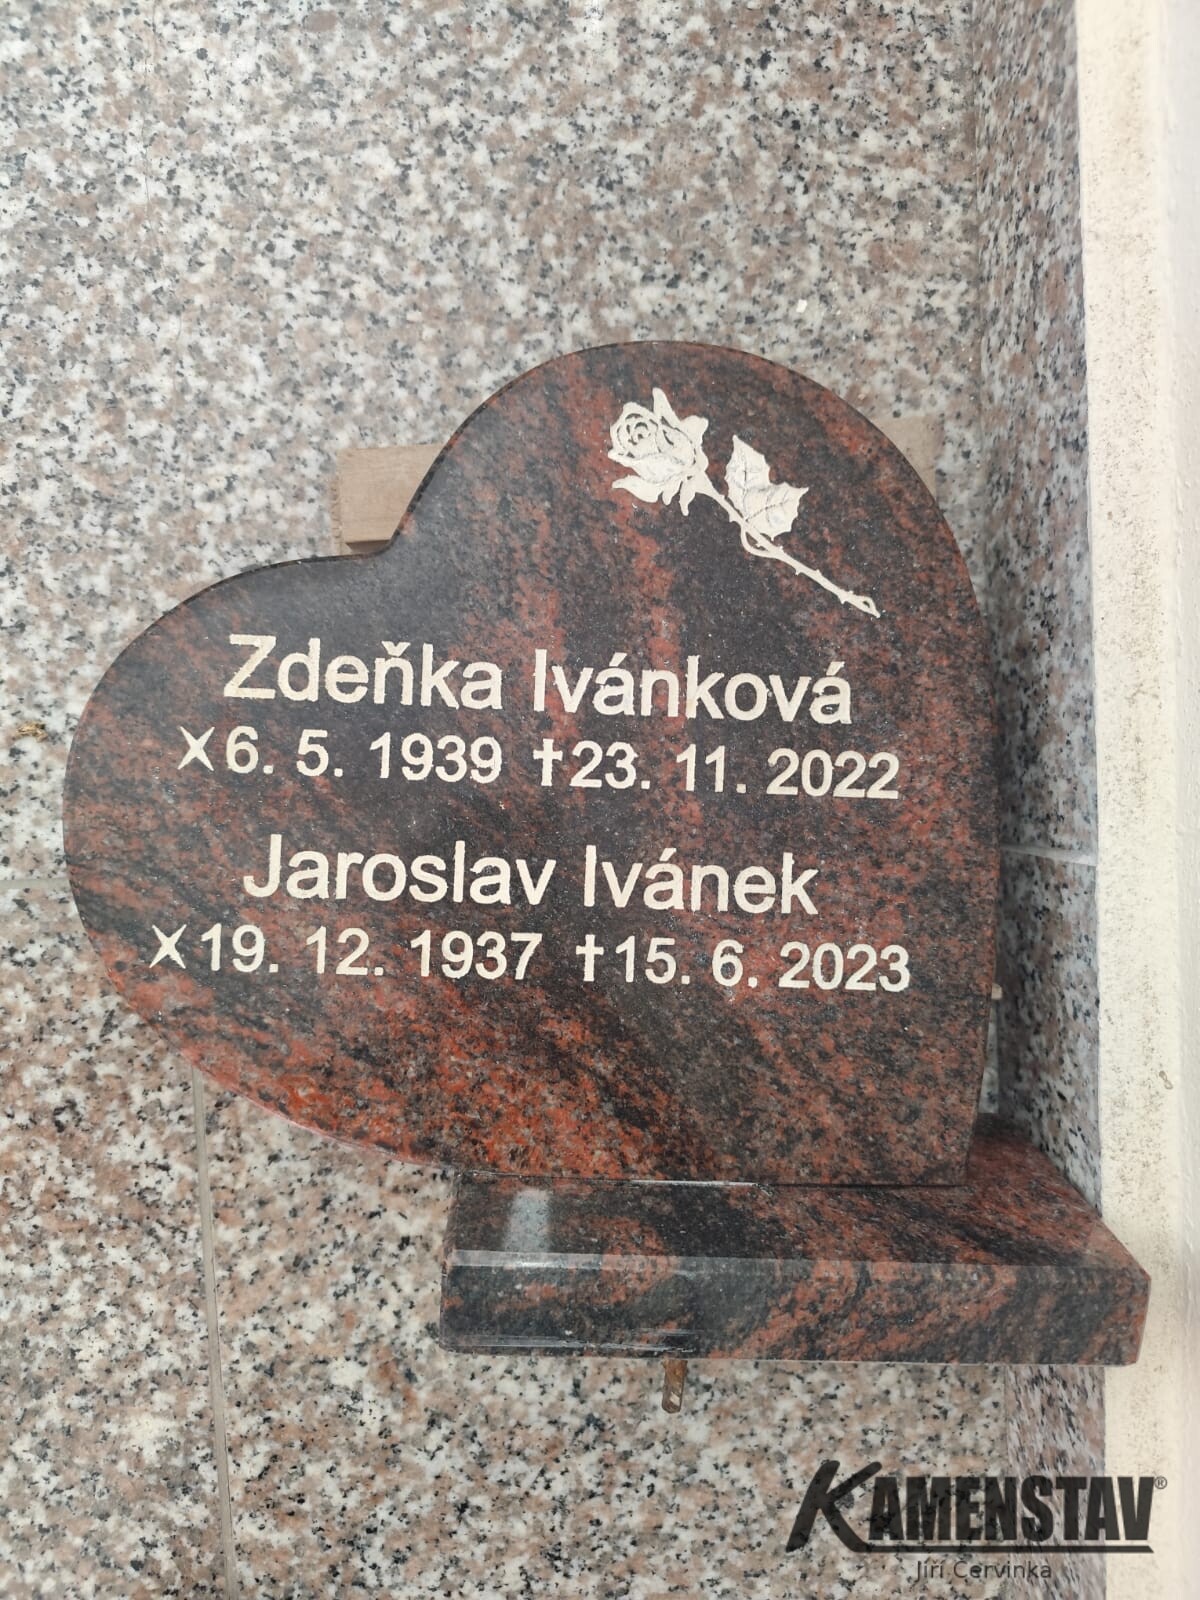 Zdeňka Ivánková
✕6. 5. 1939 ✝23. 11. 2022
Jaroslav Ivánek
✕19. 12. 1937 ✝15. 6. 2023
KAMENSTAV®
Jiří Červinka